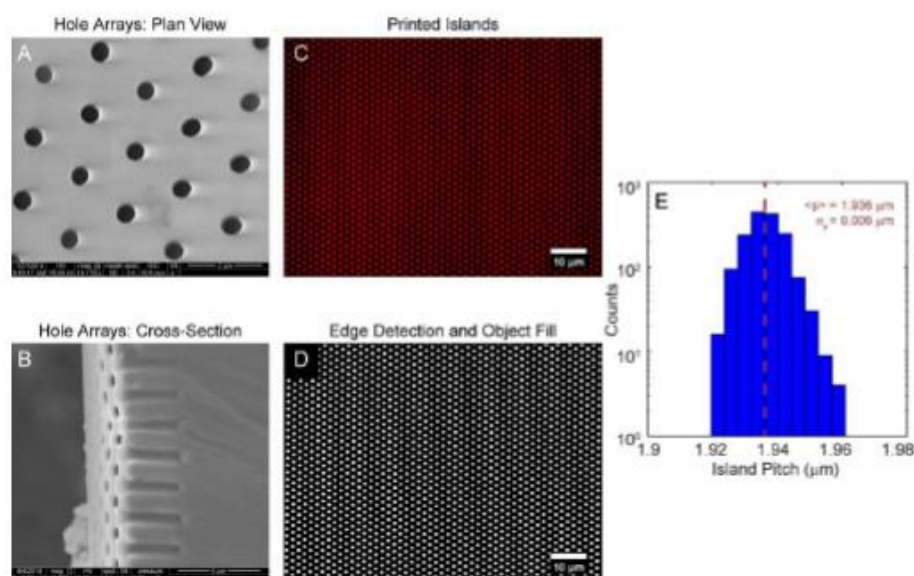 Hole Arrays: Plan View
Printed Islands
A
C
10 μm
E
<p> = 1.936 μm
σp = 0.006 μm
10³
10²
10¹
10⁰
Counts
1.9
1.92
1.94
1.96
1.98
Island Pitch (μm)
Hole Arrays: Cross-Section
Edge Detection and Object Fill
B
D
10 μm